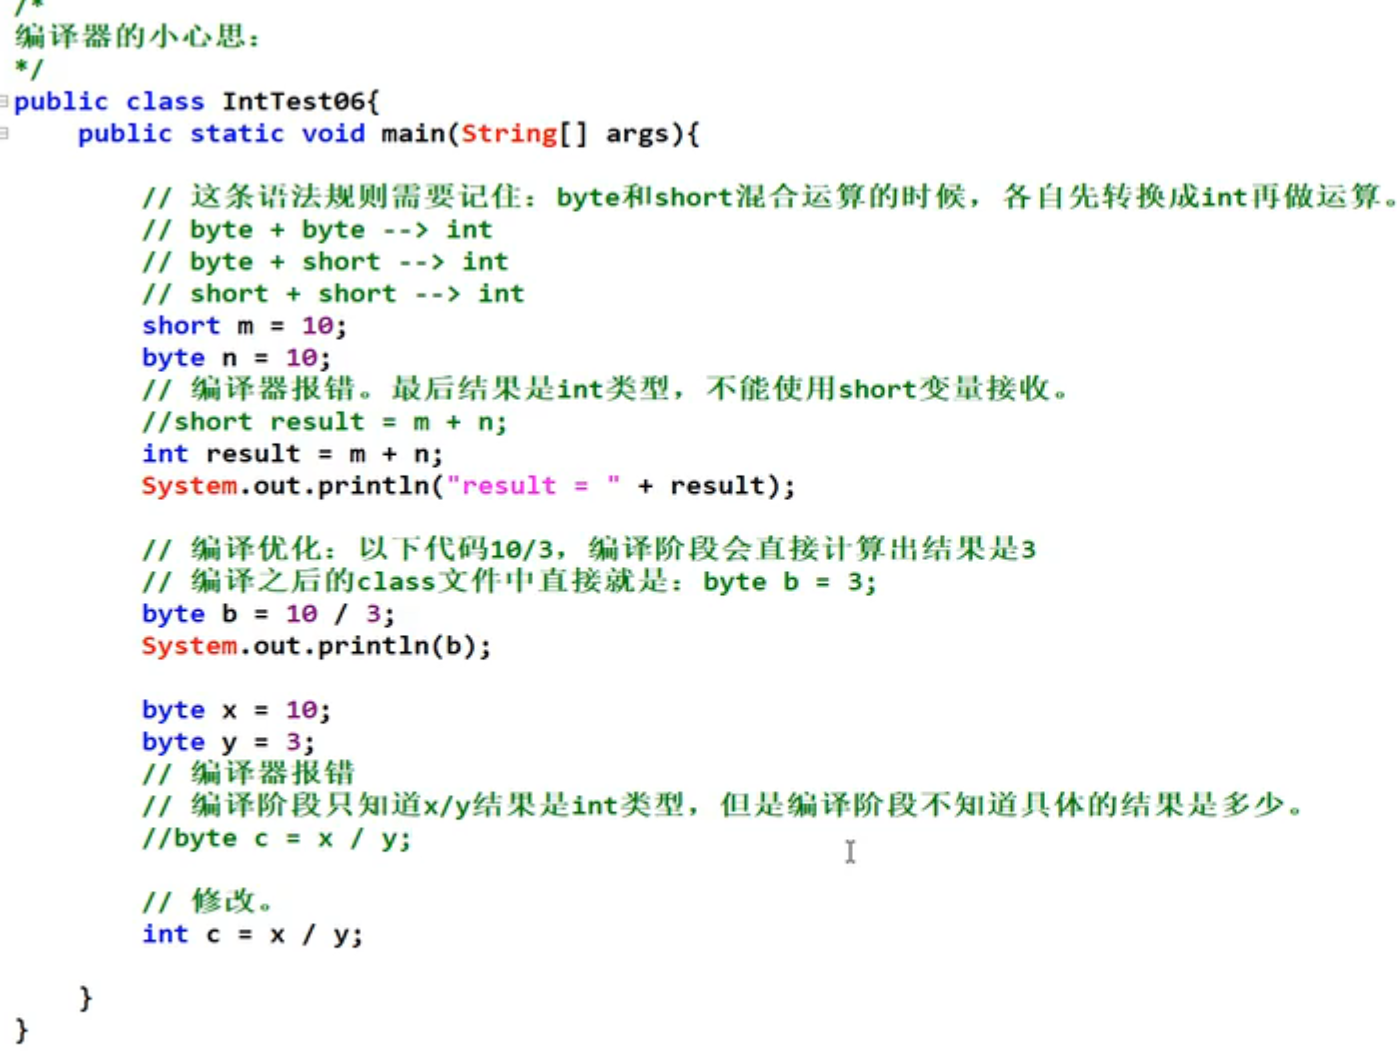 /*
编译器的小心思：
*/
public class IntTest06{
public static void main(String[] args){
// 这条语法规则需要记住：byte和short混合运算的时候，各自先转换成int再做运算。
// byte + byte --> int
// byte + short --> int
// short + short --> int
short m = 10;
byte n = 10;
// 编译器报错。最后结果是int类型，不能使用short变量接收。
//short result = m + n;
int result = m + n;
System.out.println("result = " + result);
// 编译优化：以下代码10/3，编译阶段会直接计算出结果是3
// 编译之后的class文件中直接就是：byte b = 3;
byte b = 10 / 3;
System.out.println(b);
byte x = 10;
byte y = 3;
// 编译器报错
// 编译阶段只知道x/y结果是int类型，但是编译阶段不知道具体的结果是多少。
//byte c = x / y;
// 修改。
int c = x / y;
}
}